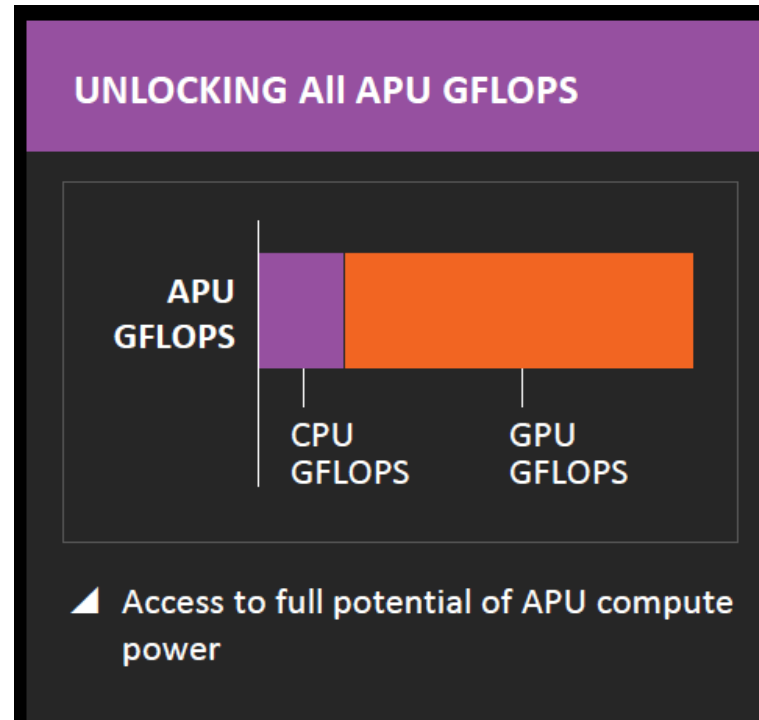 UNLOCKING All APU GFLOPS
APU
GFLOPS
CPU
GFLOPS
GPU
GFLOPS
Access to full potential of APU compute
power